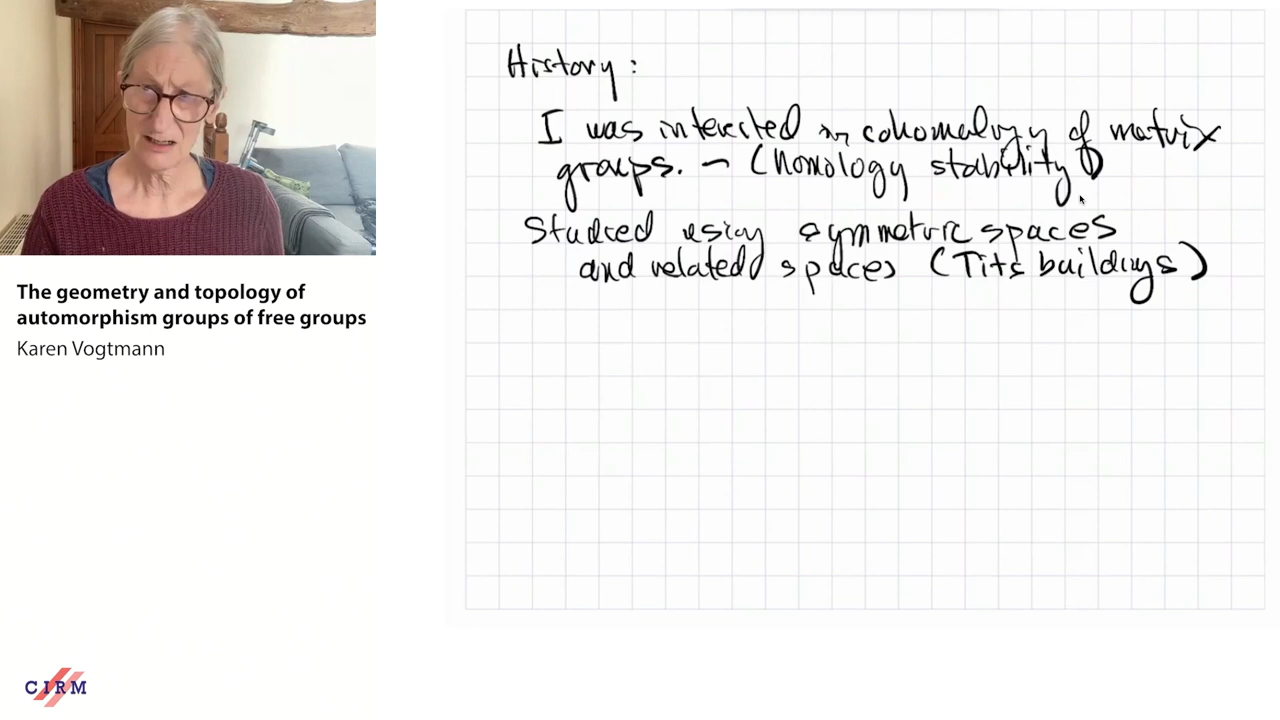 History:
I was interested in cohomology of matrix
groups. – (homology stability)
Studied using symmetric spaces
and related spaces (Tits buildings)
The geometry and topology of
automorphism groups of free groups
Karen Vogtmann
CIRM